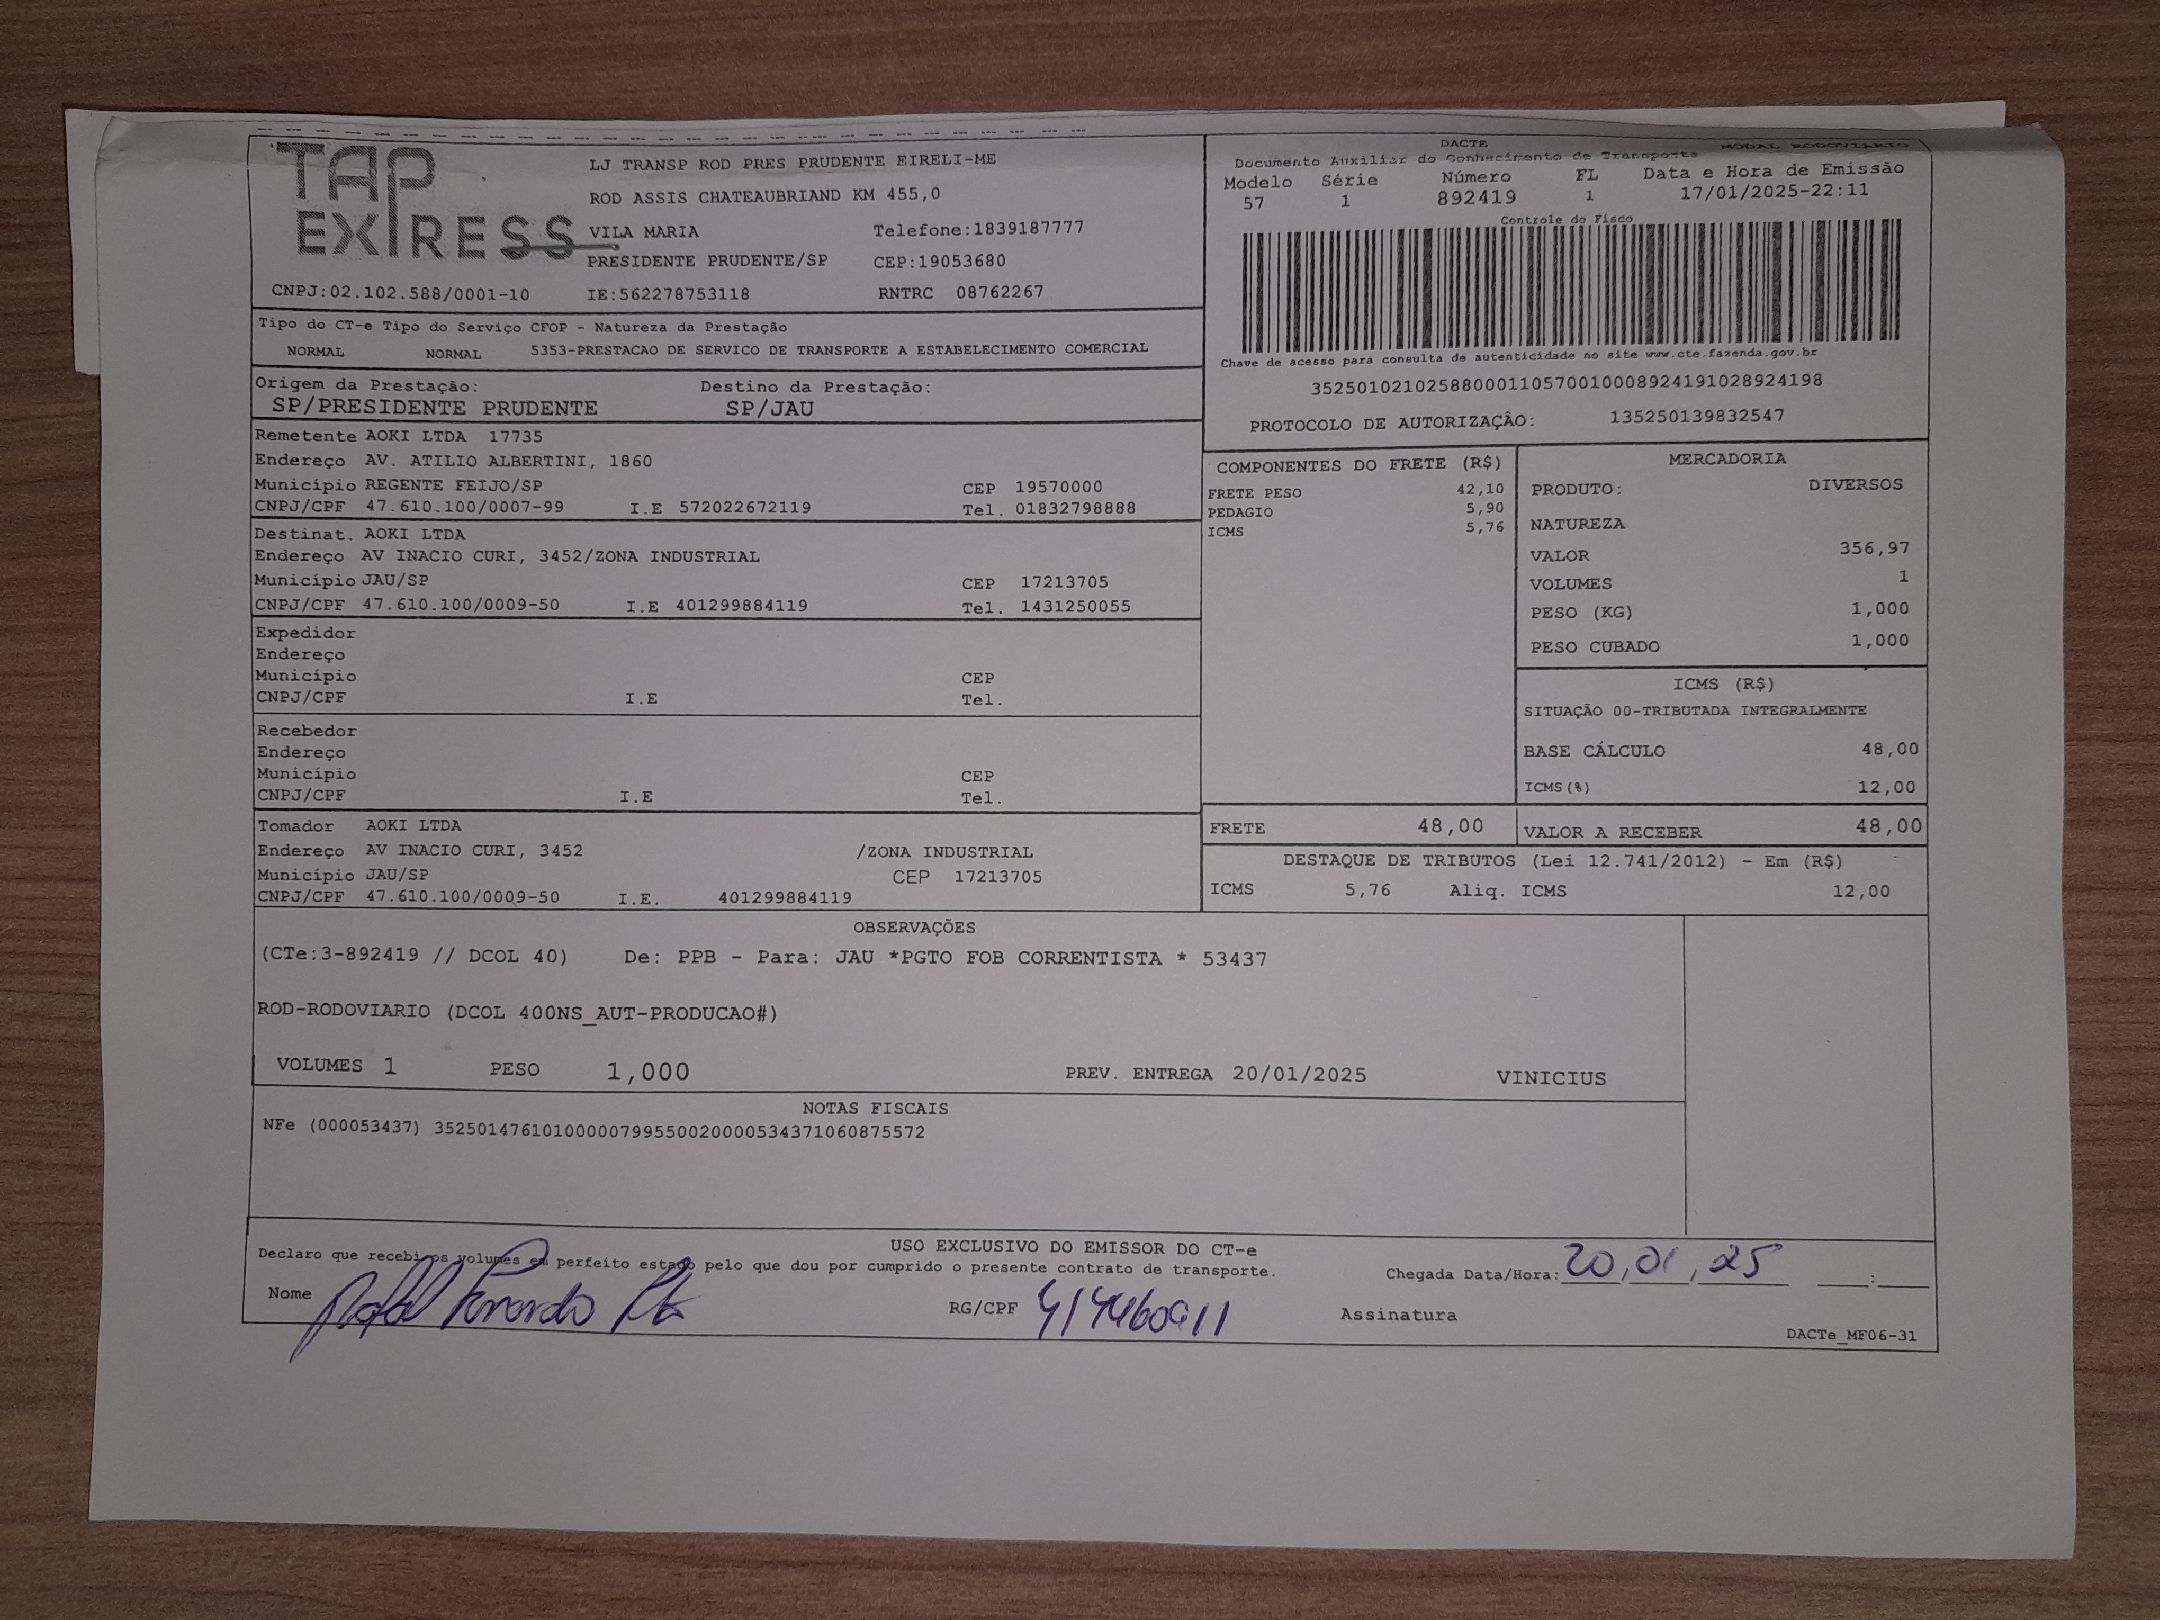 TAP
EXPRESS
LJ TRANSP ROD PRES PRUDENTE EIRELI-ME
ROD ASSIS CHATEAUBRIAND KM 455,0
VILA MARIA Telefone:1839187777
PRESIDENTE PRUDENTE/SP CEP:19053680
CNPJ:02.102.588/0001-10 IE:562278753118 RNTRC 08762267
DACTE
Documento Auxiliar do Conhecimento de Transporte MODAL RODOVIARIO
Modelo Série Número FL Data e Hora de Emissão
57 1 892419 1 17/01/2025-22:11
Controle do Fisco
Chave de acesso para consulta de autenticidade no site www.cte.fazenda.gov.br
35250102102588000110570010008924191028924198
PROTOCOLO DE AUTORIZAÇÃO: 135250139832547
Tipo do CT-e Tipo do Serviço CFOP - Natureza da Prestação
NORMAL NORMAL 5353-PRESTACAO DE SERVICO DE TRANSPORTE A ESTABELECIMENTO COMERCIAL
Origem da Prestação: Destino da Prestação:
SP/PRESIDENTE PRUDENTE SP/JAU
Remetente AOKI LTDA 17735
Endereço AV. ATILIO ALBERTINI, 1860
Município REGENTE FEIJO/SP CEP 19570000
CNPJ/CPF 47.610.100/0007-99 I.E 572022672119 Tel. 01832798888
Destinat. AOKI LTDA
Endereço AV INACIO CURI, 3452/ZONA INDUSTRIAL
Município JAU/SP CEP 17213705
CNPJ/CPF 47.610.100/0009-50 I.E 401299884119 Tel. 1431250055
Expedidor
Endereço
Município CEP
CNPJ/CPF I.E Tel.
Recebedor
Endereço
Município CEP
CNPJ/CPF I.E Tel.
Tomador AOKI LTDA
Endereço AV INACIO CURI, 3452 /ZONA INDUSTRIAL
Município JAU/SP CEP 17213705
CNPJ/CPF 47.610.100/0009-50 I.E. 401299884119
COMPONENTES DO FRETE (R$)
FRETE PESO 42,10
PEDAGIO 5,90
ICMS 5,76
MERCADORIA
PRODUTO: DIVERSOS
NATUREZA
VALOR 356,97
VOLUMES 1
PESO (KG) 1,000
PESO CUBADO 1,000
ICMS (R$)
SITUAÇÃO 00-TRIBUTADA INTEGRALMENTE
BASE CÁLCULO 48,00
ICMS(%) 12,00
FRETE 48,00 VALOR A RECEBER 48,00
DESTAQUE DE TRIBUTOS (Lei 12.741/2012) - Em (R$)
ICMS 5,76 Aliq. ICMS 12,00
OBSERVAÇÕES
(CTe:3-892419 // DCOL 40) De: PPB - Para: JAU *PGTO FOB CORRENTISTA * 53437
ROD-RODOVIARIO (DCOL 400NS_AUT-PRODUCAO#)
VOLUMES 1 PESO 1,000 PREV. ENTREGA 20/01/2025 VINICIUS
NOTAS FISCAIS
NFe (000053437) 35250147610100000799550020000534371060875572
USO EXCLUSIVO DO EMISSOR DO CT-e
Declaro que recebi os volumes em perfeito estado pelo que dou por cumprido o presente contrato de transporte.
Chegada Data/Hora: 20,01,25 :
Nome RG/CPF Assinatura
DACTe_MF06-31